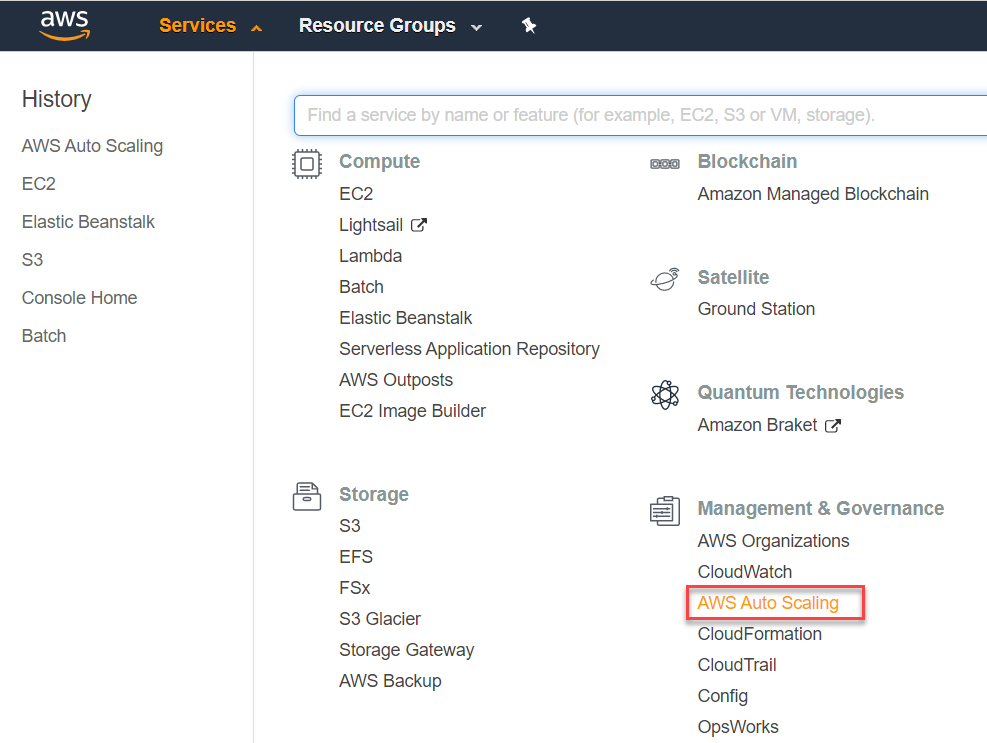 aws
Services
Resource Groups
History
AWS Auto Scaling
EC2
Elastic Beanstalk
S3
Console Home
Batch
Find a service by name or feature (for example, EC2, S3 or VM, storage).
Compute
EC2
Lightsail
Lambda
Batch
Elastic Beanstalk
Serverless Application Repository
AWS Outposts
EC2 Image Builder
Storage
S3
EFS
FSx
S3 Glacier
Storage Gateway
AWS Backup
Blockchain
Amazon Managed Blockchain
Satellite
Ground Station
Quantum Technologies
Amazon Braket
Management & Governance
AWS Organizations
CloudWatch
AWS Auto Scaling
CloudFormation
CloudTrail
Config
OpsWorks